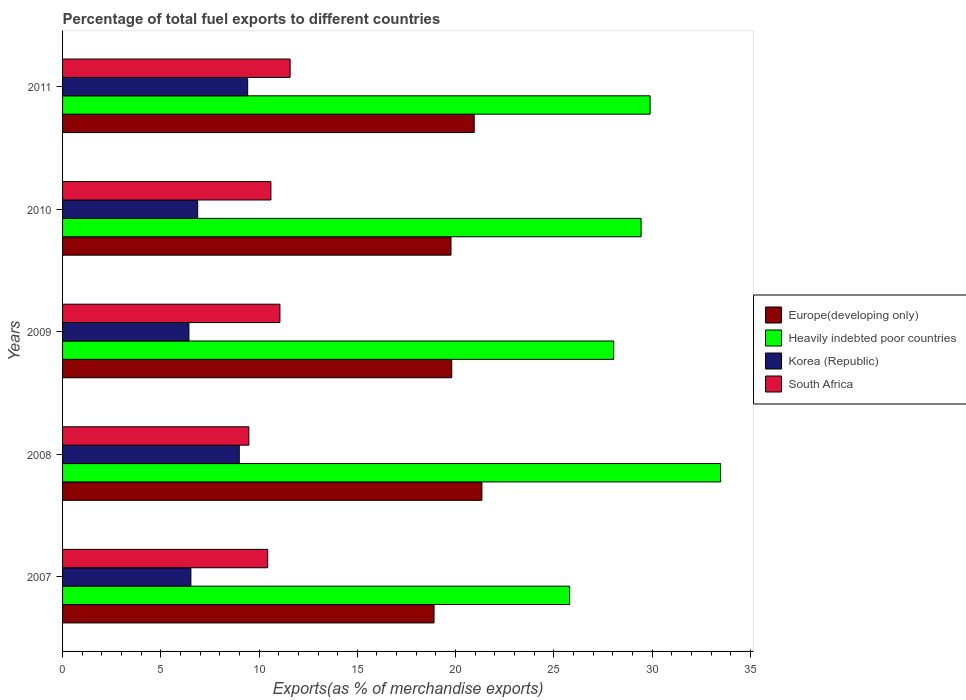 Percentage of total fuel exports to different countries
2011
2010
2009
2008
2007
Years
0
5
10
15
20
25
30
35
Exports(as % of merchandise exports)
Europe(developing only)
Heavily indebted poor countries
Korea (Republic)
South Africa